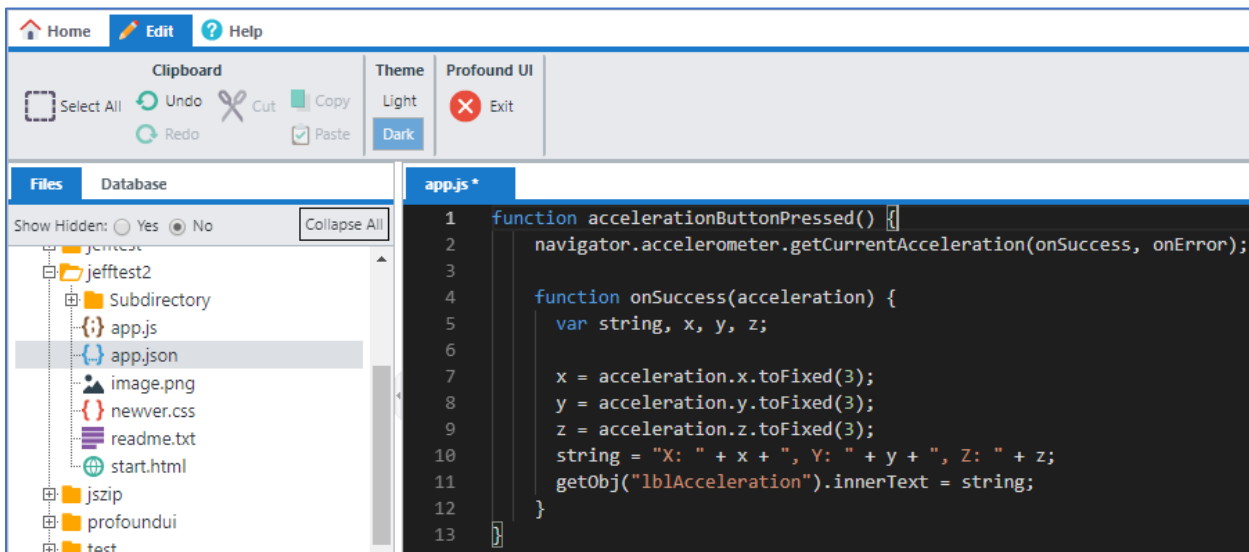 Home Edit Help
Clipboard Theme Profound UI
Select All Undo Cut Copy Light Exit
Redo Paste Dark
Files Database
Show Hidden: Yes No Collapse All
jefftest
jefftest2
Subdirectory
app.js
app.json
image.png
newver.css
readme.txt
start.html
jszip
profoundui
test
app.js *
1 function accelerationButtonPressed() {
2 navigator.accelerometer.getCurrentAcceleration(onSuccess, onError);
3
4 function onSuccess(acceleration) {
5 var string, x, y, z;
6
7 x = acceleration.x.toFixed(3);
8 y = acceleration.y.toFixed(3);
9 z = acceleration.z.toFixed(3);
10 string = "X: " + x + ", Y: " + y + ", Z: " + z;
11 getObj("lblAcceleration").innerText = string;
12 }
13 }